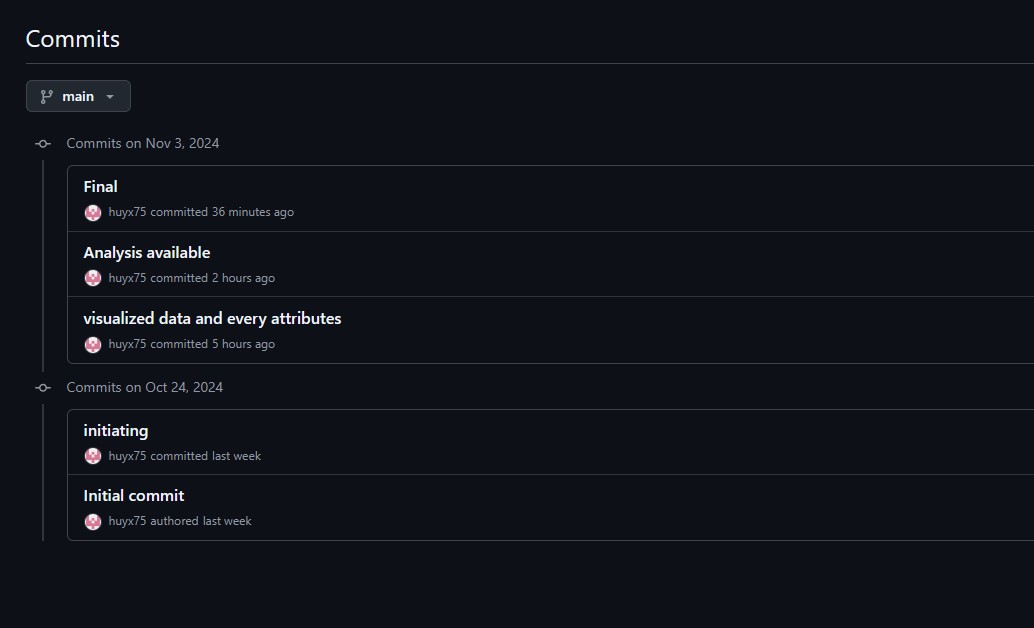 Commits
main
Commits on Nov 3, 2024
Final
huyx75 committed 36 minutes ago
Analysis available
huyx75 committed 2 hours ago
visualized data and every attributes
huyx75 committed 5 hours ago
Commits on Oct 24, 2024
initiating
huyx75 committed last week
Initial commit
huyx75 authored last week